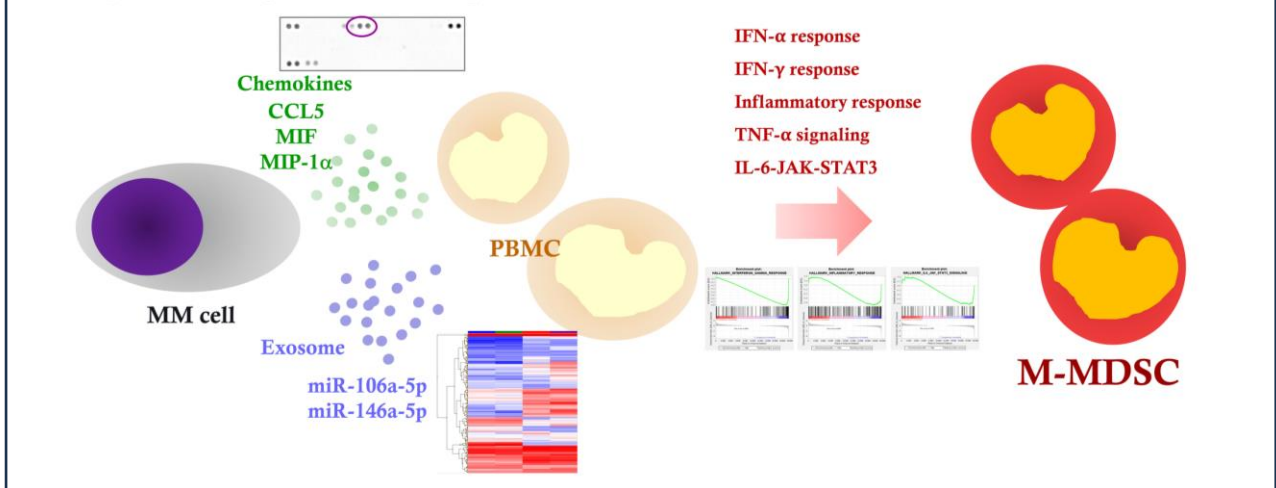 Chemokines
CCL5
MIF
MIP-1α
MM cell
Exosome
miR-106a-5p
miR-146a-5p
PBMC
IFN-α response
IFN-γ response
Inflammatory response
TNF-α signaling
IL-6-JAK-STAT3
M-MDSC